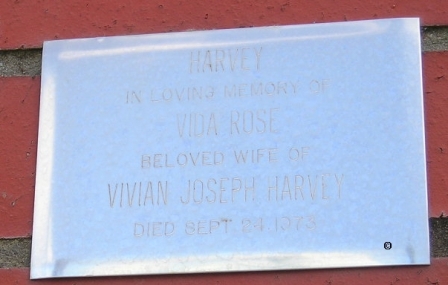 HARVEY
IN LOVING MEMORY OF
VIDA ROSE
BELOVED WIFE OF
VIVIAN JOSEPH HARVEY
DIED SEPT 24 1973